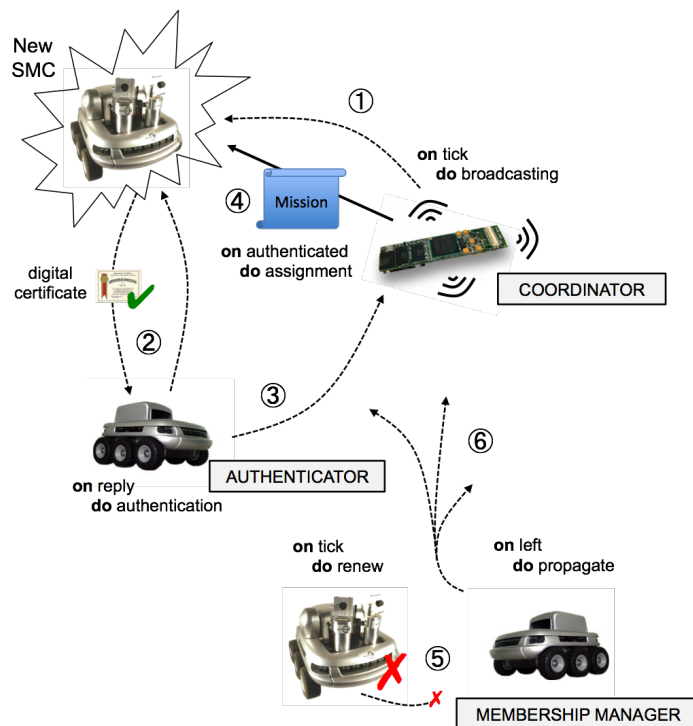 New
SMC
①
on tick
do broadcasting
④
Mission
on authenticated
do assignment
COORDINATOR
digital
certificate
②
③
⑥
AUTHENTICATOR
on reply
do authentication
on tick
do renew
on left
do propagate
⑤
MEMBERSHIP MANAGER